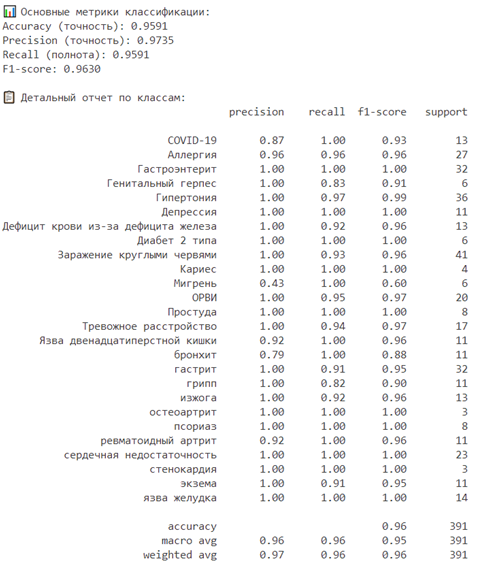 📊 Основные метрики классификации:
Accuracy (точность): 0.9591
Precision (точность): 0.9735
Recall (полнота): 0.9591
F1-score: 0.9630
📋 Детальный отчет по классам:
precision recall f1-score support
COVID-19 0.87 1.00 0.93 13
Аллергия 0.96 0.96 0.96 27
Гастроэнтерит 1.00 1.00 1.00 32
Генитальный герпес 1.00 0.83 0.91 6
Гипертония 1.00 0.97 0.99 36
Депрессия 1.00 1.00 1.00 11
Дефицит крови из-за дефицита железа 1.00 0.92 0.96 13
Диабет 2 типа 1.00 1.00 1.00 6
Заражение круглыми червями 1.00 0.93 0.96 41
Кариес 1.00 1.00 1.00 4
Мигрень 0.43 1.00 0.60 6
ОРВИ 1.00 0.95 0.97 20
Простуда 1.00 1.00 1.00 8
Тревожное расстройство 1.00 0.94 0.97 17
Язва двенадцатиперстной кишки 0.92 1.00 0.96 11
бронхит 0.79 1.00 0.88 11
гастрит 1.00 0.91 0.95 32
грипп 1.00 0.82 0.90 11
изжога 1.00 0.92 0.96 13
остеоартрит 1.00 1.00 1.00 3
псориаз 1.00 1.00 1.00 8
ревматоидный артрит 0.92 1.00 0.96 11
сердечная недостаточность 1.00 1.00 1.00 23
стенокардия 1.00 1.00 1.00 3
экзема 1.00 0.91 0.95 11
язва желудка 1.00 1.00 1.00 14
accuracy 0.96 391
macro avg 0.96 0.96 0.95 391
weighted avg 0.97 0.96 0.96 391